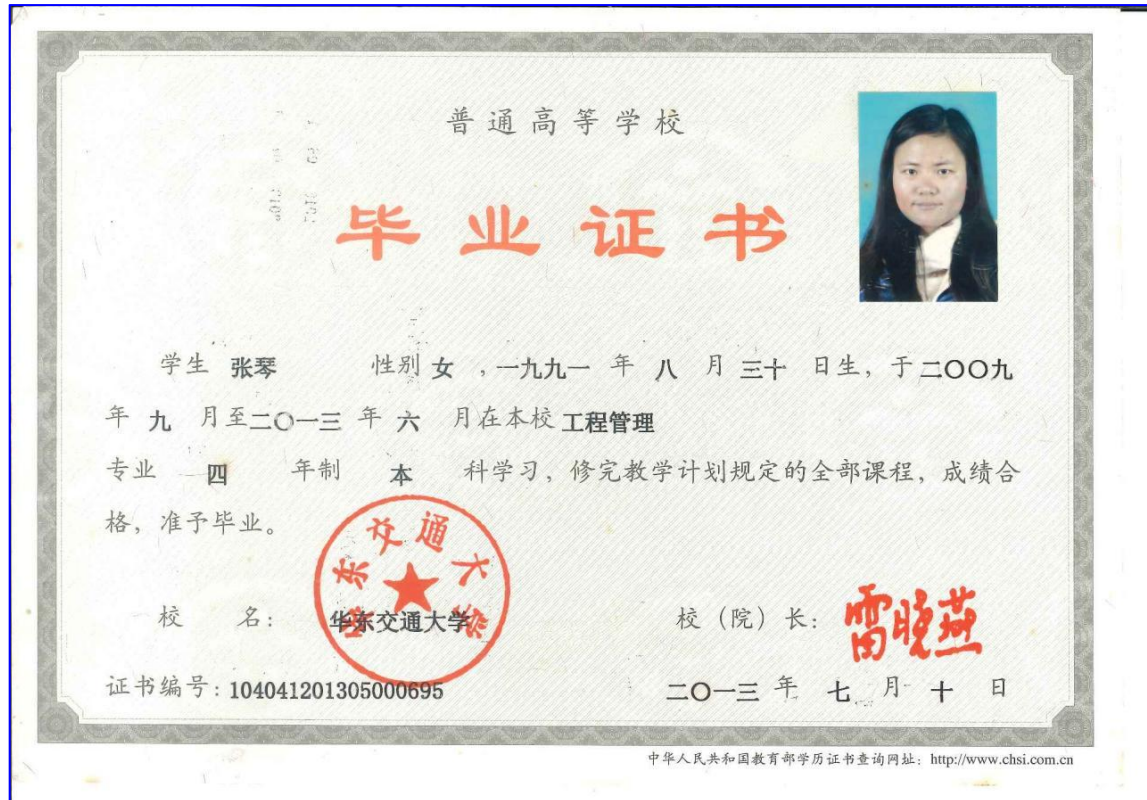 普通高等学校
毕业证书
学生 张琴 性别 女 ,一九九一 年 八 月 三十 日生，于 二〇〇九
年 九 月至二〇一三 年 六 月在本校 工程管理
专业 四 年制 本 科学习，修完教学计划规定的全部课程，成绩合
格，准予毕业。
华东交通大学
校 名： 华东交通大学 校（院）长： 雷晓燕
证书编号：104041201305000695 二〇一三 年 七 月 十 日
中华人民共和国教育部学历证书查询网址：http://www.chsi.com.cn